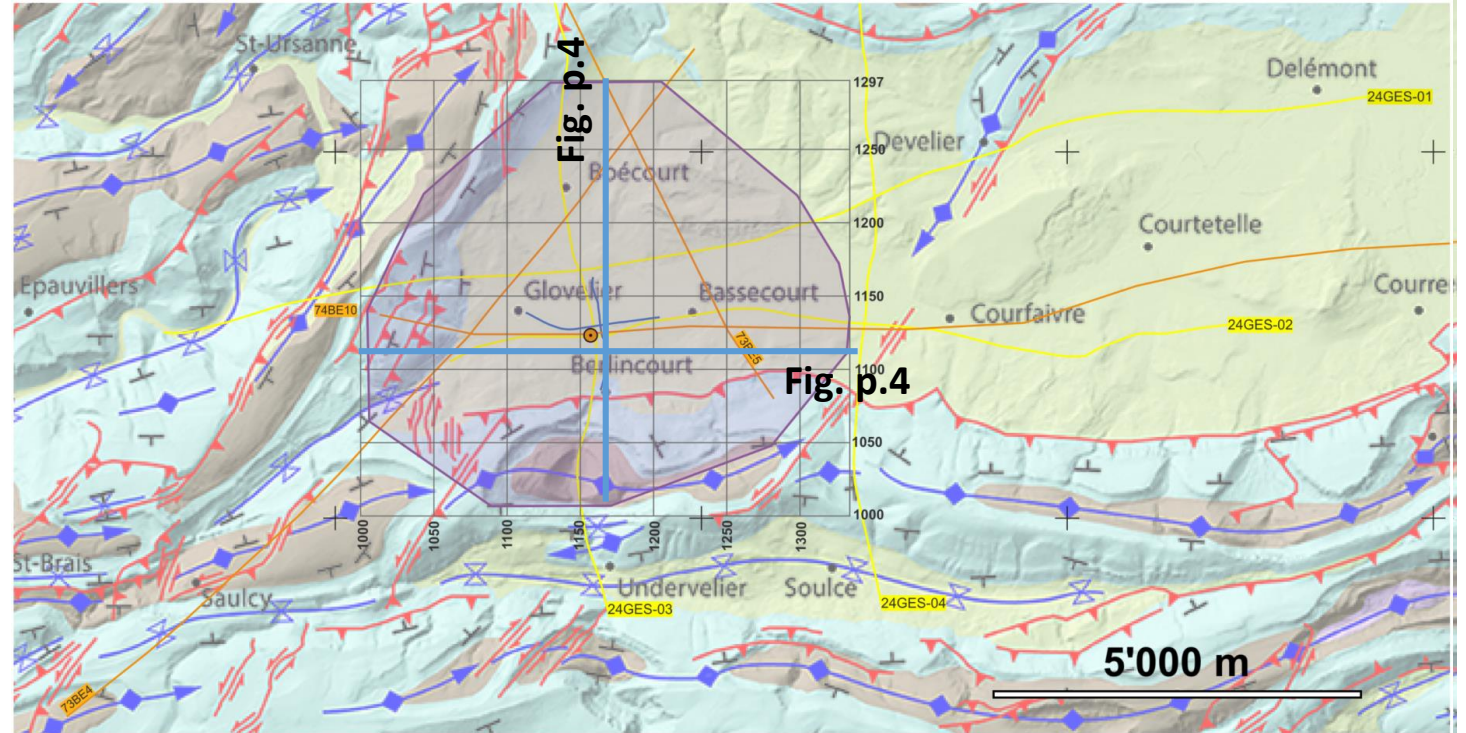 St-Ursanne
Fig. p.4
1297
Delémont
24GES-01
1250
Develier
Boécourt
1200
Courtetelle
Epauvillers
Glovelier
Bassecourt
1150
Courre
74BE10
Courfaivre
24GES-02
73BE5
Berlincourt
1100
Fig. p.4
1050
1000
1000
1050
1100
1150
1200
1250
1300
St-Brais
Saulcy
Undervelier
Soulce
24GES-03
24GES-04
73BE4
5'000 m